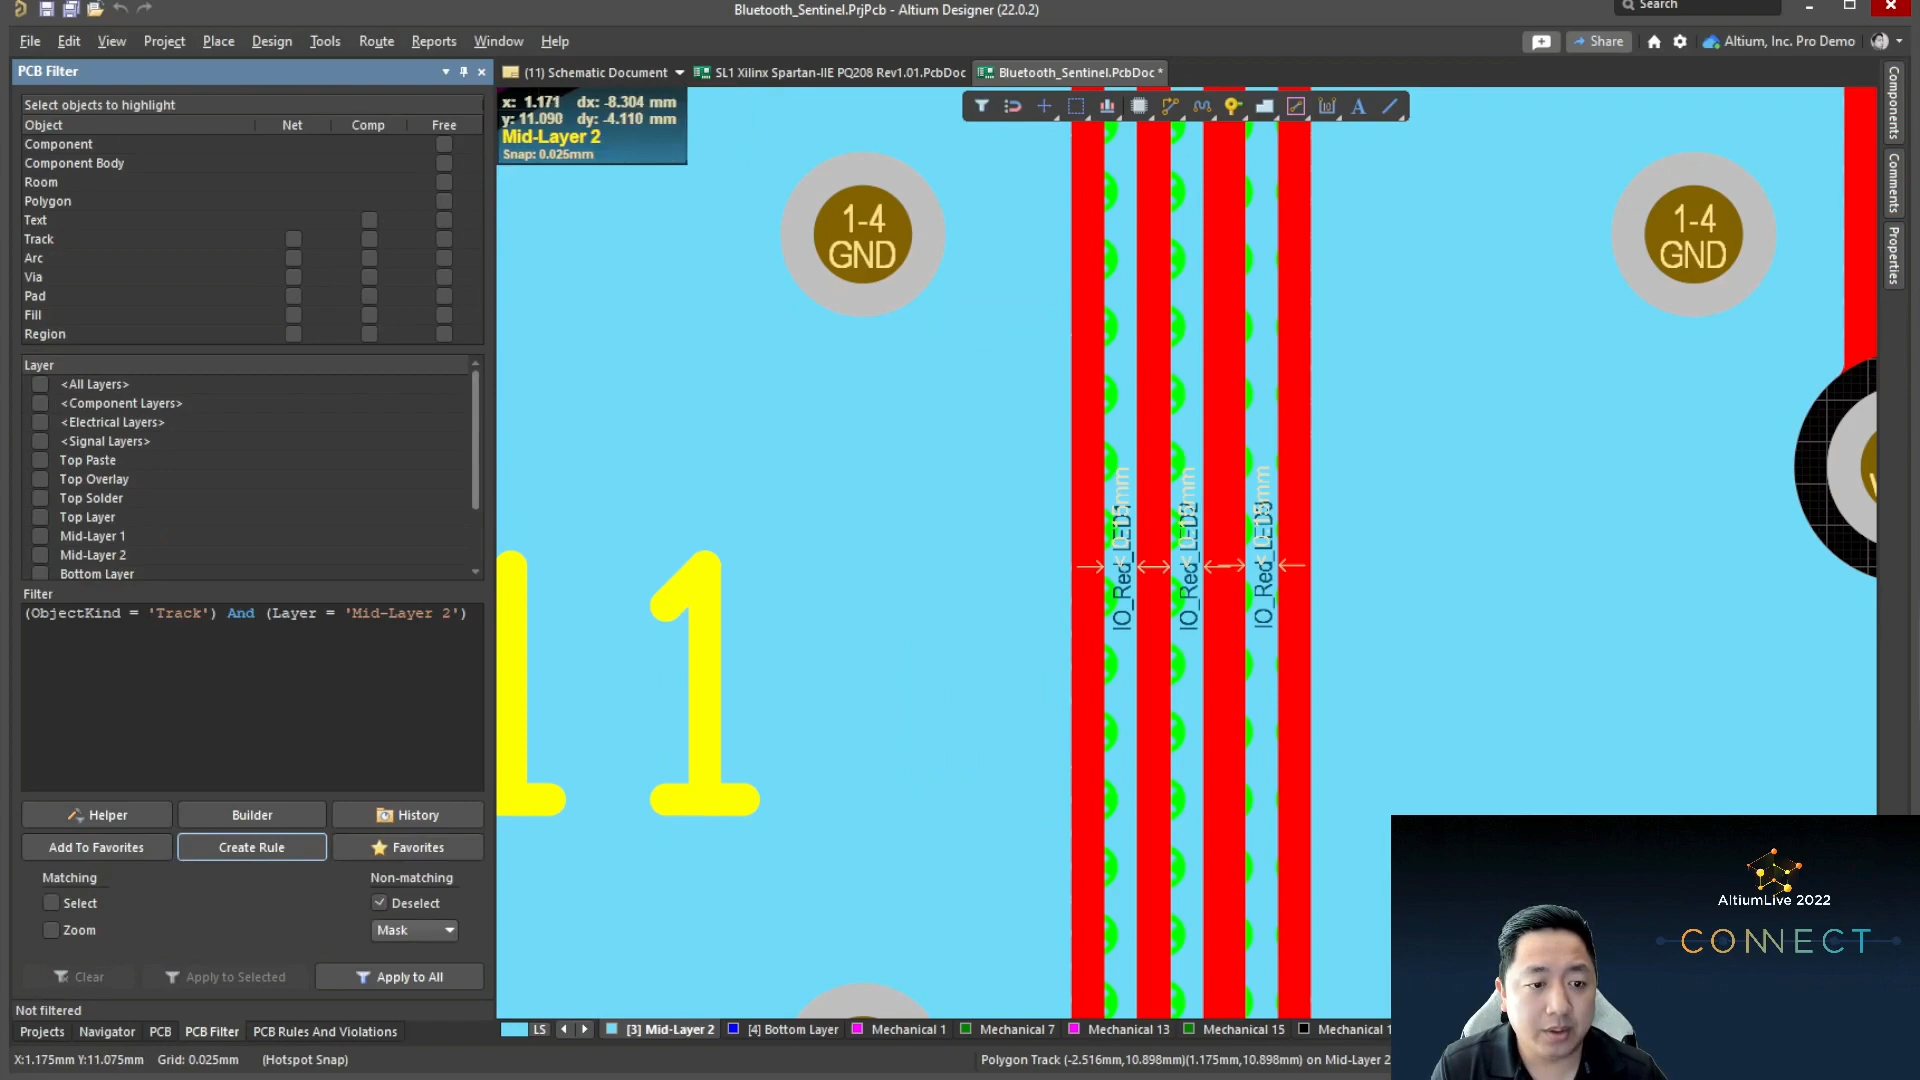 Bluetooth_Sentinel.PrjPcb - Altium Designer (22.0.2)
Search
File Edit View Project Place Design Tools Route Reports Window Help
Share
Altium, Inc. Pro Demo
PCB Filter
(11) Schematic Document
SL1 Xilinx Spartan-IIE PQ208 Rev1.01.PcbDoc
Bluetooth_Sentinel.PcbDoc *
Select objects to highlight
Object Net Comp Free
Component
Component Body
Room
Polygon
Text
Track
Arc
Via
Pad
Fill
Region
Layer
<All Layers>
<Component Layers>
<Electrical Layers>
<Signal Layers>
Top Paste
Top Overlay
Top Solder
Top Layer
Mid-Layer 1
Mid-Layer 2
Bottom Layer
Filter
(ObjectKind = 'Track') And (Layer = 'Mid-Layer 2')
Helper Builder History
Add To Favorites Create Rule Favorites
Matching Non-matching
Select Deselect
Zoom Mask
Clear Apply to Selected Apply to All
Not filtered
Projects Navigator PCB PCB Filter PCB Rules And Violations
X:1.175mm Y:11.075mm Grid: 0.025mm (Hotspot Snap)
x: 1.171 dx: -8.304 mm
y: 11.090 dy: -4.110 mm
Mid-Layer 2
Snap: 0.025mm
1-4
GND
1-4
GND
1 1
IO_Red_LED
IO_Red_LED
IO_Red_LED
Components
Comments
Properties
LS [3] Mid-Layer 2 [4] Bottom Layer Mechanical 1 Mechanical 7 Mechanical 13 Mechanical 15 Mechanical 1
Polygon Track (-2.516mm,10.898mm)(1.175mm,10.898mm) on Mid-Layer 2
AltiumLive 2022
CONNECT